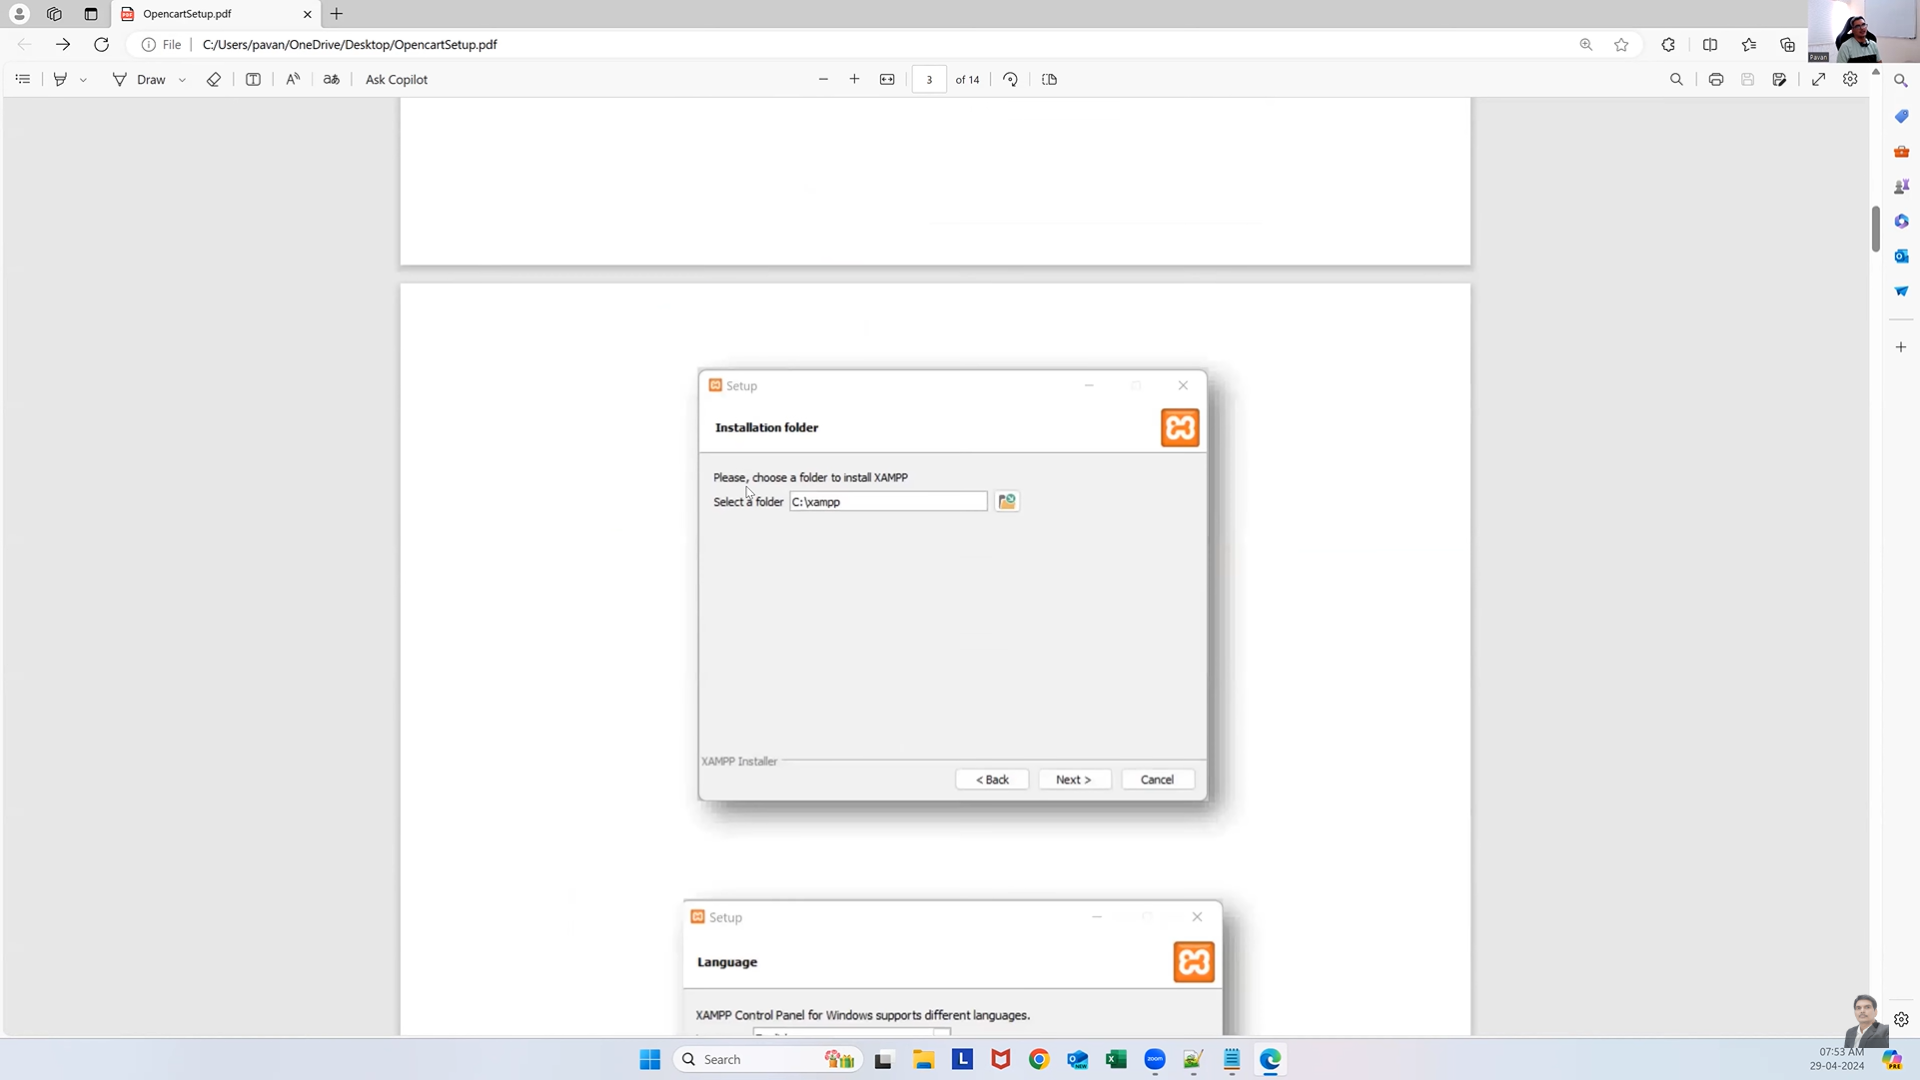 OpencartSetup.pdf
File
C:/Users/pavan/OneDrive/Desktop/OpencartSetup.pdf
Pavan
Draw
Ask Copilot
3 of 14
Setup
Installation folder
Please, choose a folder to install XAMPP
Select a folder C:\xampp
XAMPP Installer
< Back Next > Cancel
Setup
Language
XAMPP Control Panel for Windows supports different languages.
Search
07:53 AM
29-04-2024